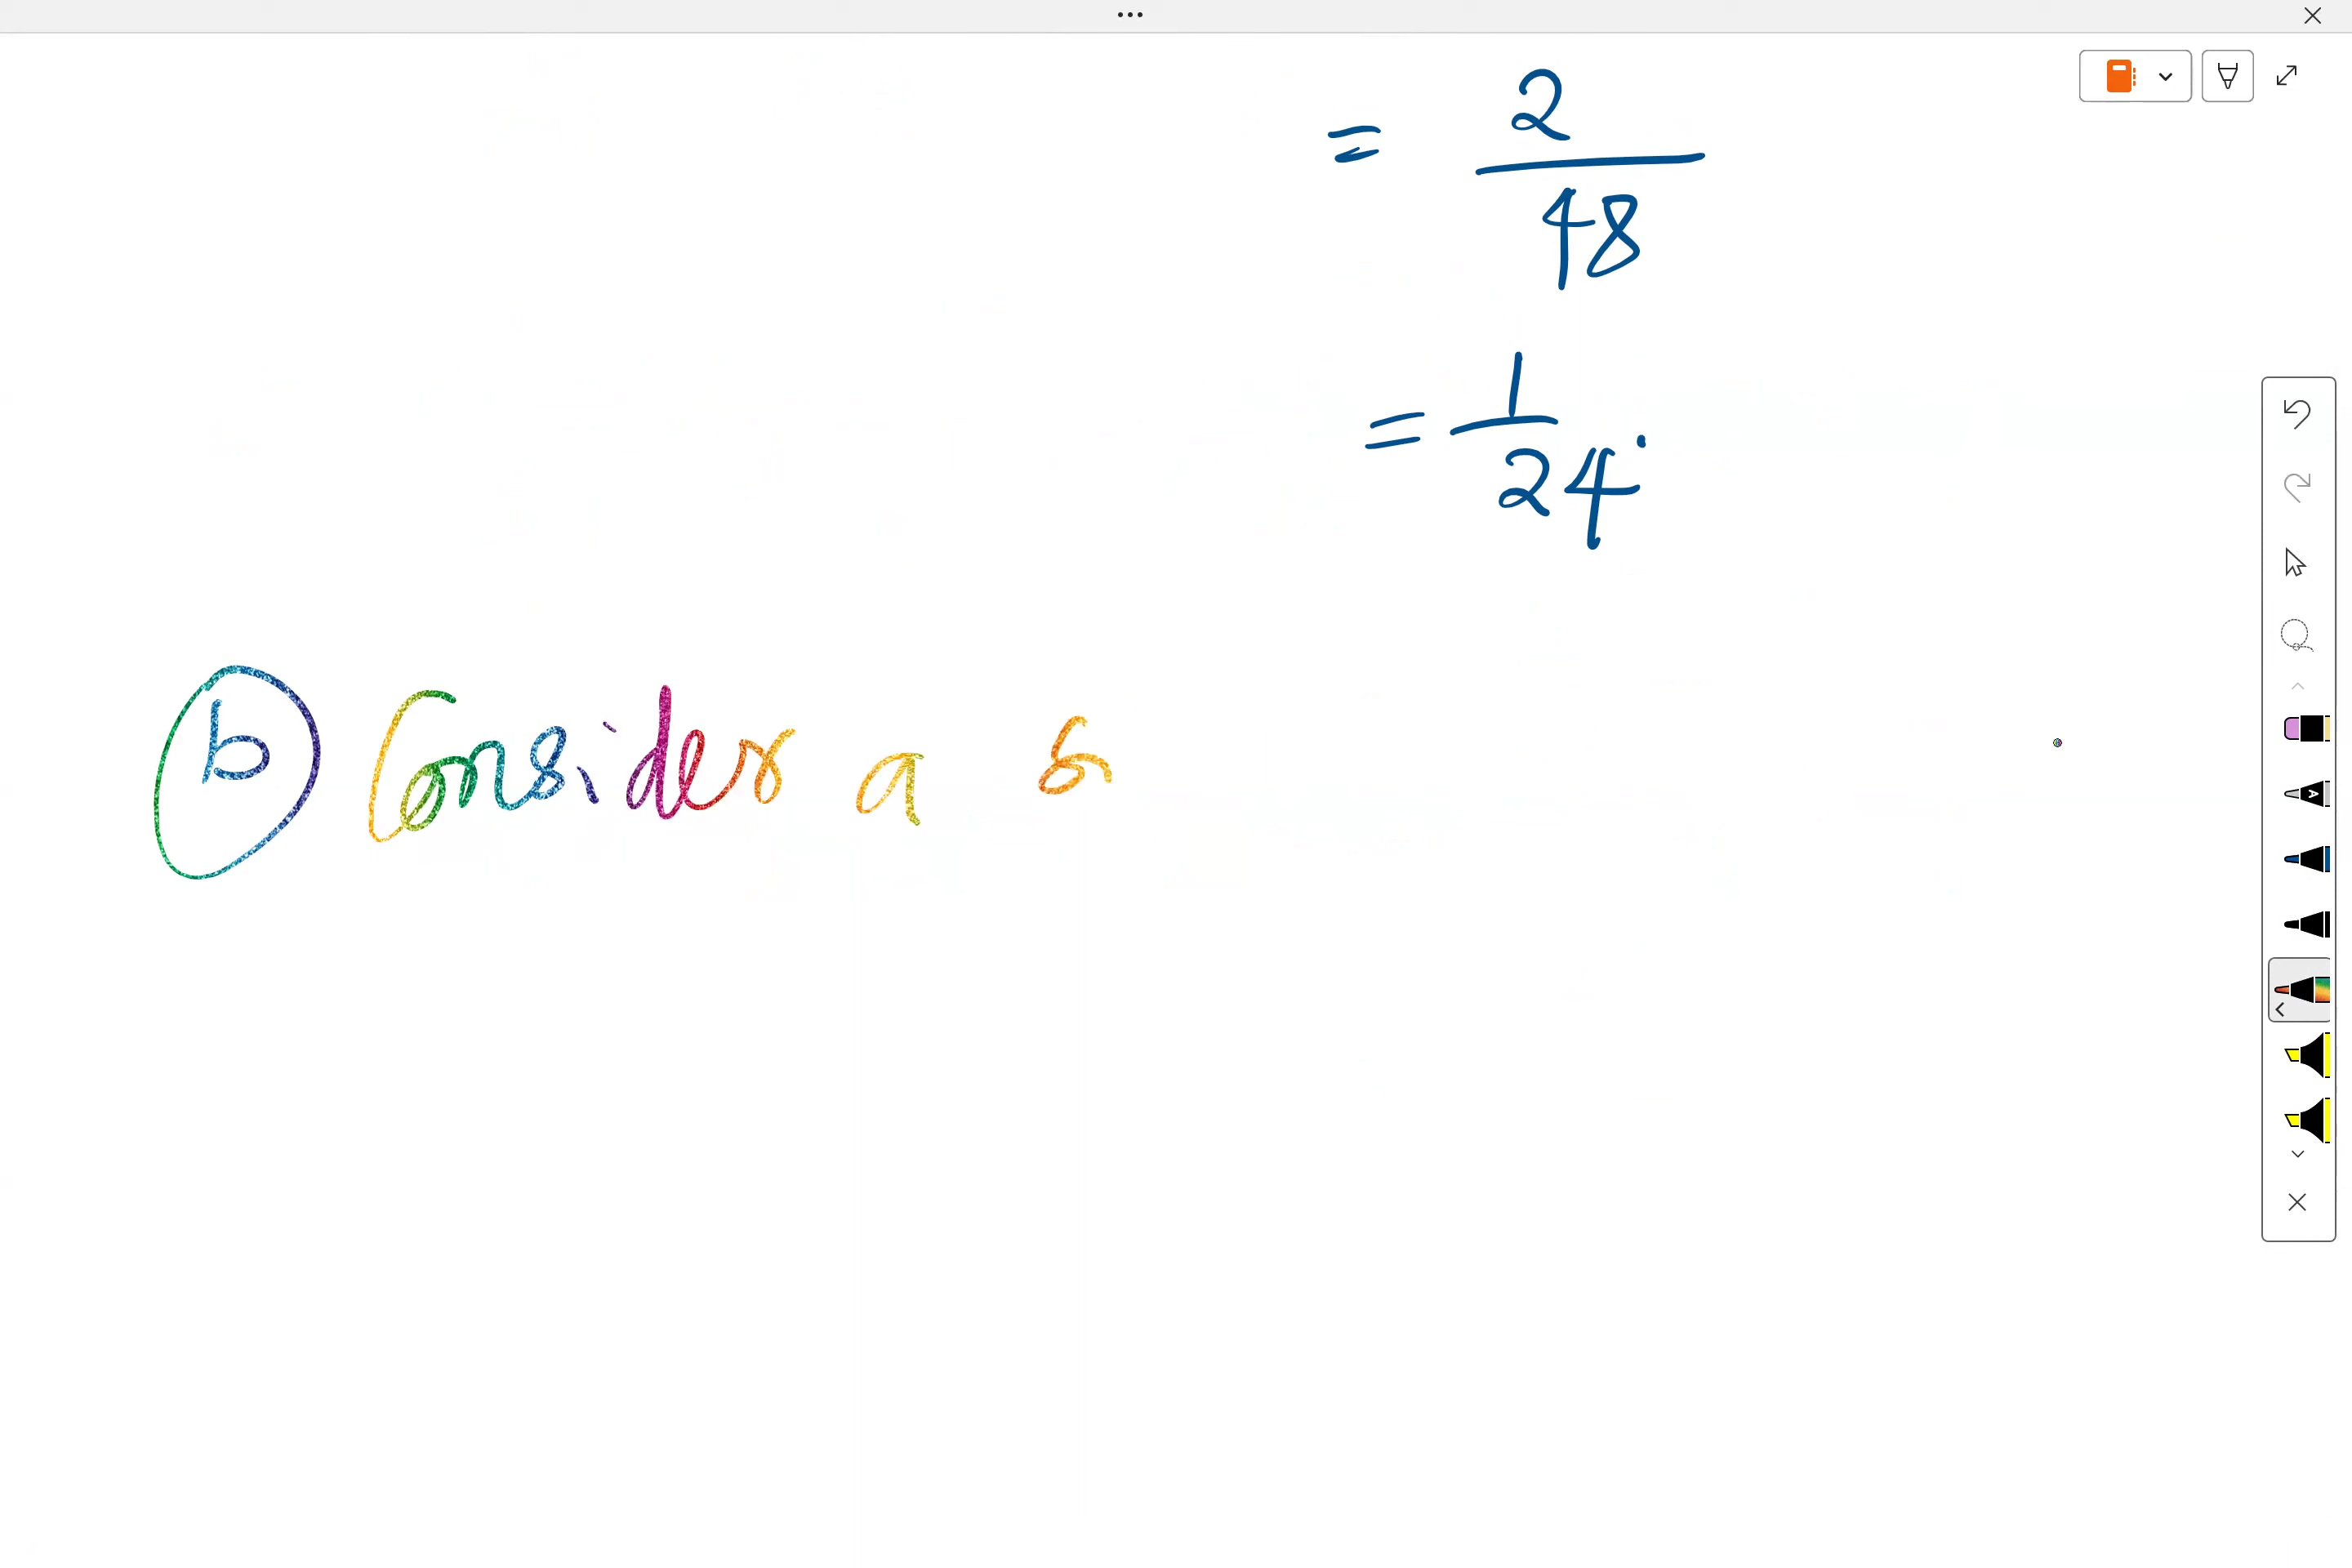 = 2/48
= 1/24.
b Consider a